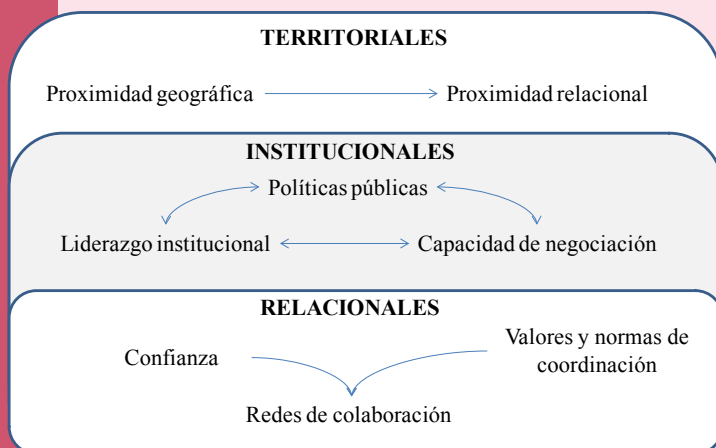 TERRITORIALES
Proximidad geográfica Proximidad relacional
INSTITUCIONALES
Políticas públicas
Liderazgo institucional Capacidad de negociación
RELACIONALES
Confianza
Valores y normas de
coordinación
Redes de colaboración